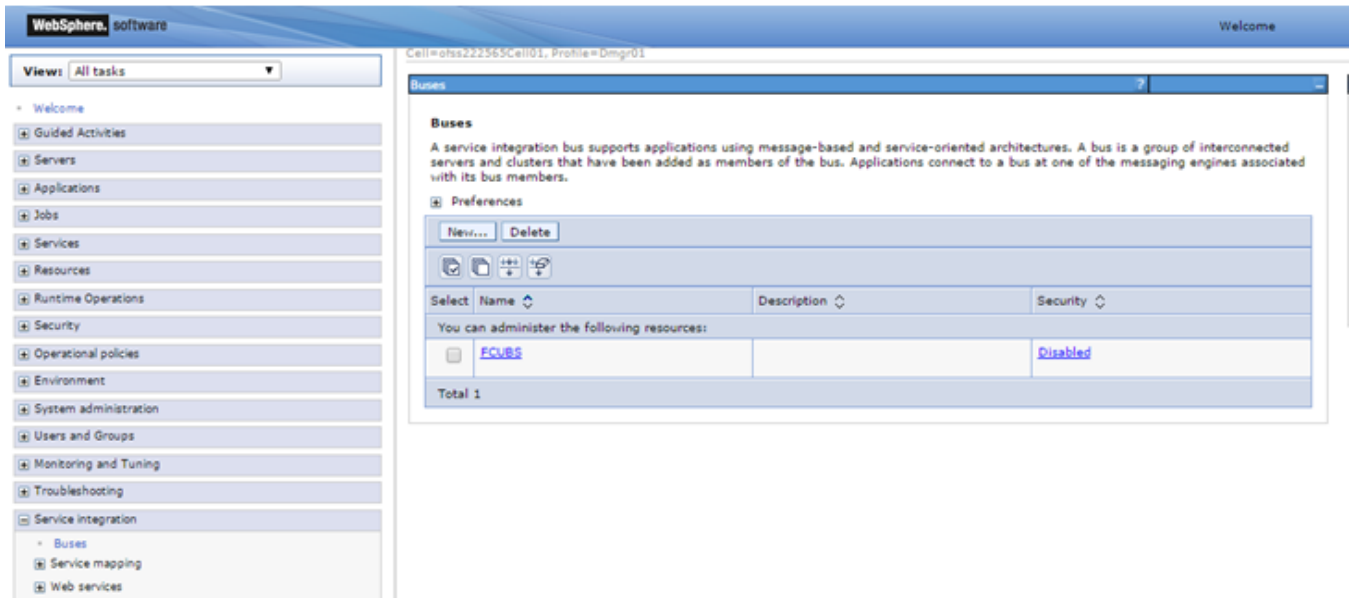 WebSphere. software
Welcome
View: All tasks
Welcome
Guided Activities
Servers
Applications
Jobs
Services
Resources
Runtime Operations
Security
Operational policies
Environment
System administration
Users and Groups
Monitoring and Tuning
Troubleshooting
Service integration
Buses
Service mapping
Web services
Cell=ofss222565Cell01, Profile=Dmgr01
Buses
?
Buses
A service integration bus supports applications using message-based and service-oriented architectures. A bus is a group of interconnected
servers and clusters that have been added as members of the bus. Applications connect to a bus at one of the messaging engines associated
with its bus members.
Preferences
New... Delete
Select Name Description Security
You can administer the following resources:
FCUBS Disabled
Total 1